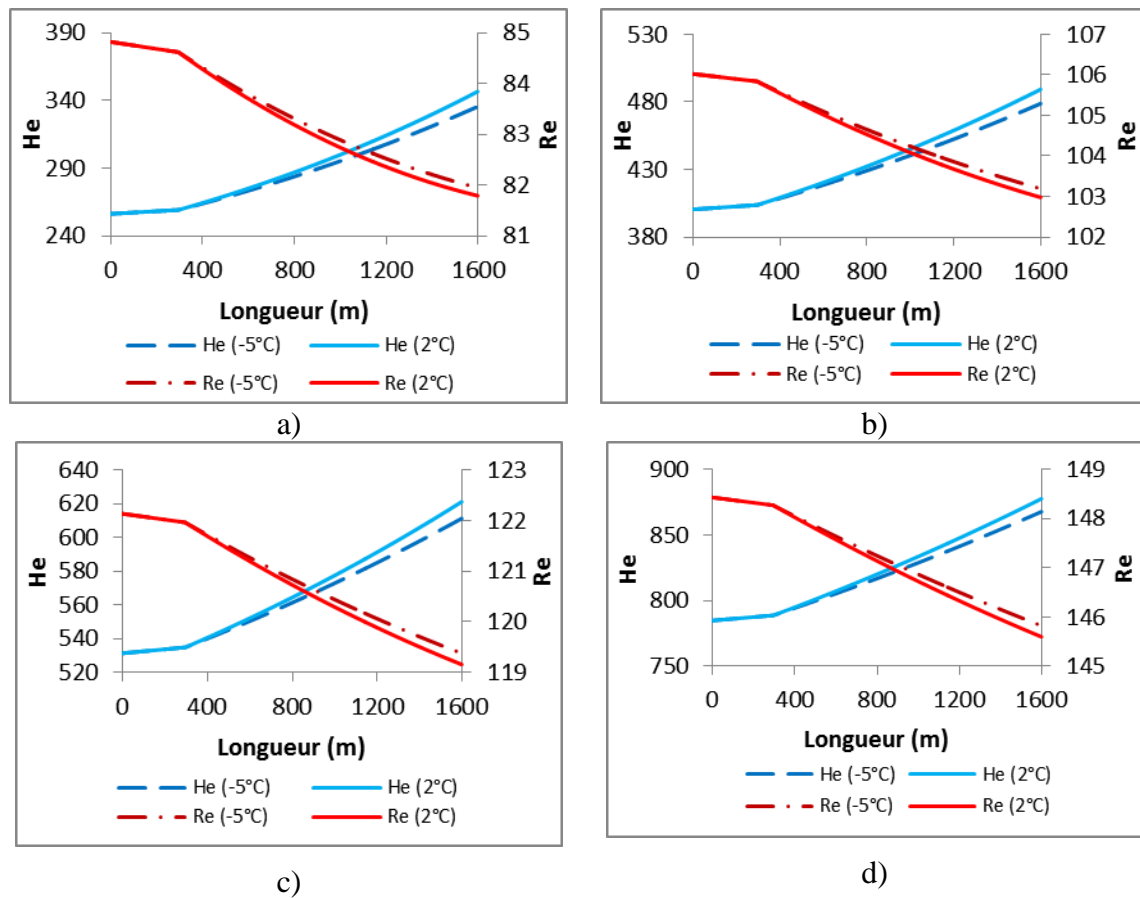 390
340
290
240
He
85
84
83
82
81
Re
0 400 800 1200 1600
Longueur (m)
He (-5°C) He (2°C)
Re (-5°C) Re (2°C)
a)
530
480
430
380
He
107
106
105
104
103
102
Re
0 400 800 1200 1600
Longueur (m)
He (-5°C) He (2°C)
Re (-5°C) Re (2°C)
b)
640
620
600
580
560
540
520
He
123
122
121
120
119
Re
0 400 800 1200 1600
Longueur (m)
He (-5°C) He (2°C)
Re (-5°C) Re (2°C)
c)
900
850
800
750
He
149
148
147
146
145
Re
0 400 800 1200 1600
Longueur (m)
He (-5°C) He (2°C)
Re (-5°C) Re (2°C)
d)